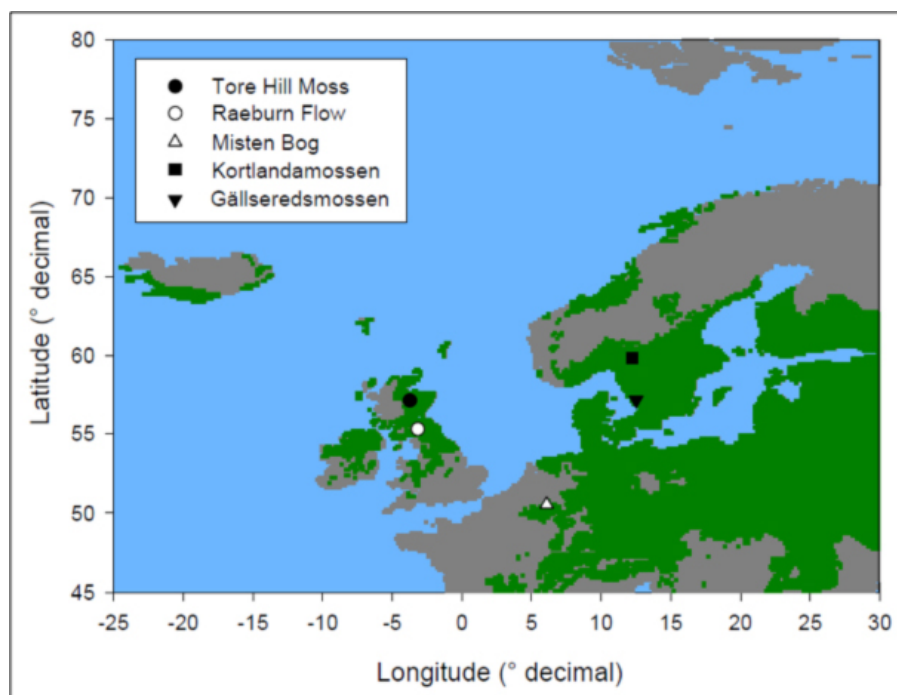 80
75
70
65
60
55
50
45
Latitude (° decimal)
Tore Hill Moss
Raeburn Flow
Misten Bog
Kortlandamossen
Gällseredsmossen
-25 -20 -15 -10 -5 0 5 10 15 20 25 30
Longitude (° decimal)